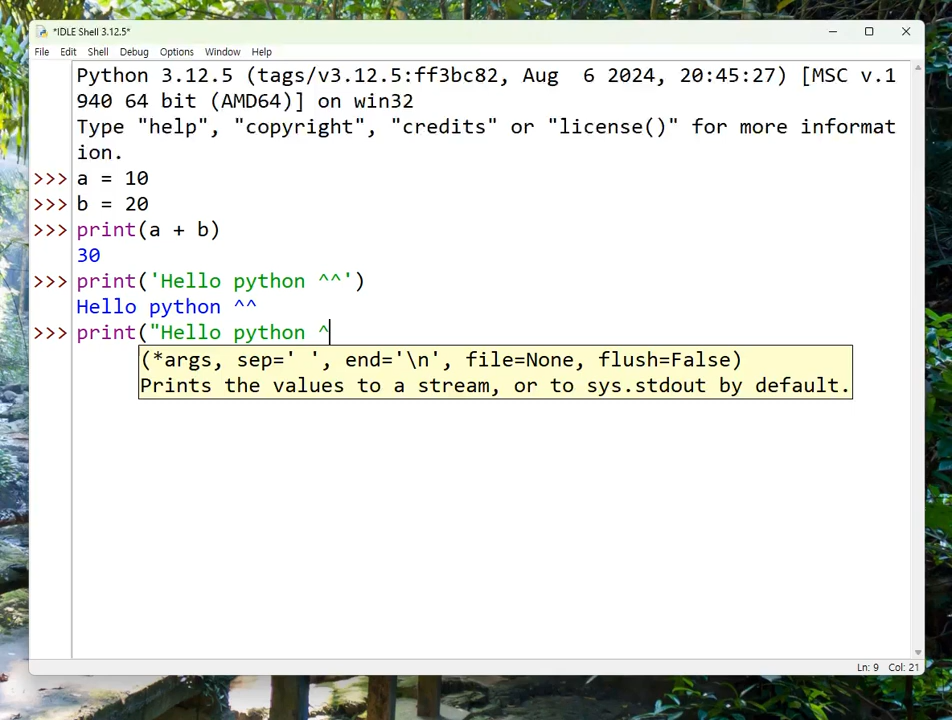 *IDLE Shell 3.12.5*
File Edit Shell Debug Options Window Help
Python 3.12.5 (tags/v3.12.5:ff3bc82, Aug  6 2024, 20:45:27) [MSC v.1
940 64 bit (AMD64)] on win32
Type "help", "copyright", "credits" or "license()" for more informat
ion.
>>> a = 10
>>> b = 20
>>> print(a + b)
30
>>> print('Hello python ^^')
Hello python ^^
>>> print("Hello python ^
(*args, sep=' ', end='\n', file=None, flush=False)
Prints the values to a stream, or to sys.stdout by default.
Ln: 9 Col: 21